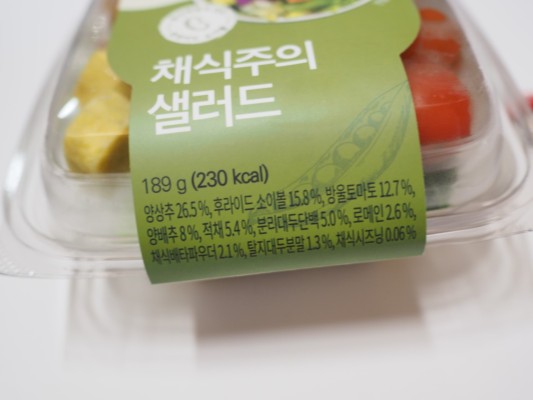 채식주의
샐러드
189 g (230 kcal)
양상추 26.5 %, 후라이드 소이볼 15.8 %, 방울토마토 12.7 %,
양배추 8 %, 적채 5.4 %, 분리대두단백 5.0 %, 로메인 2.6 %,
채식배타파우더 2.1 %, 탈지대두분말 1.3 %, 채식시즈닝 0.06 %